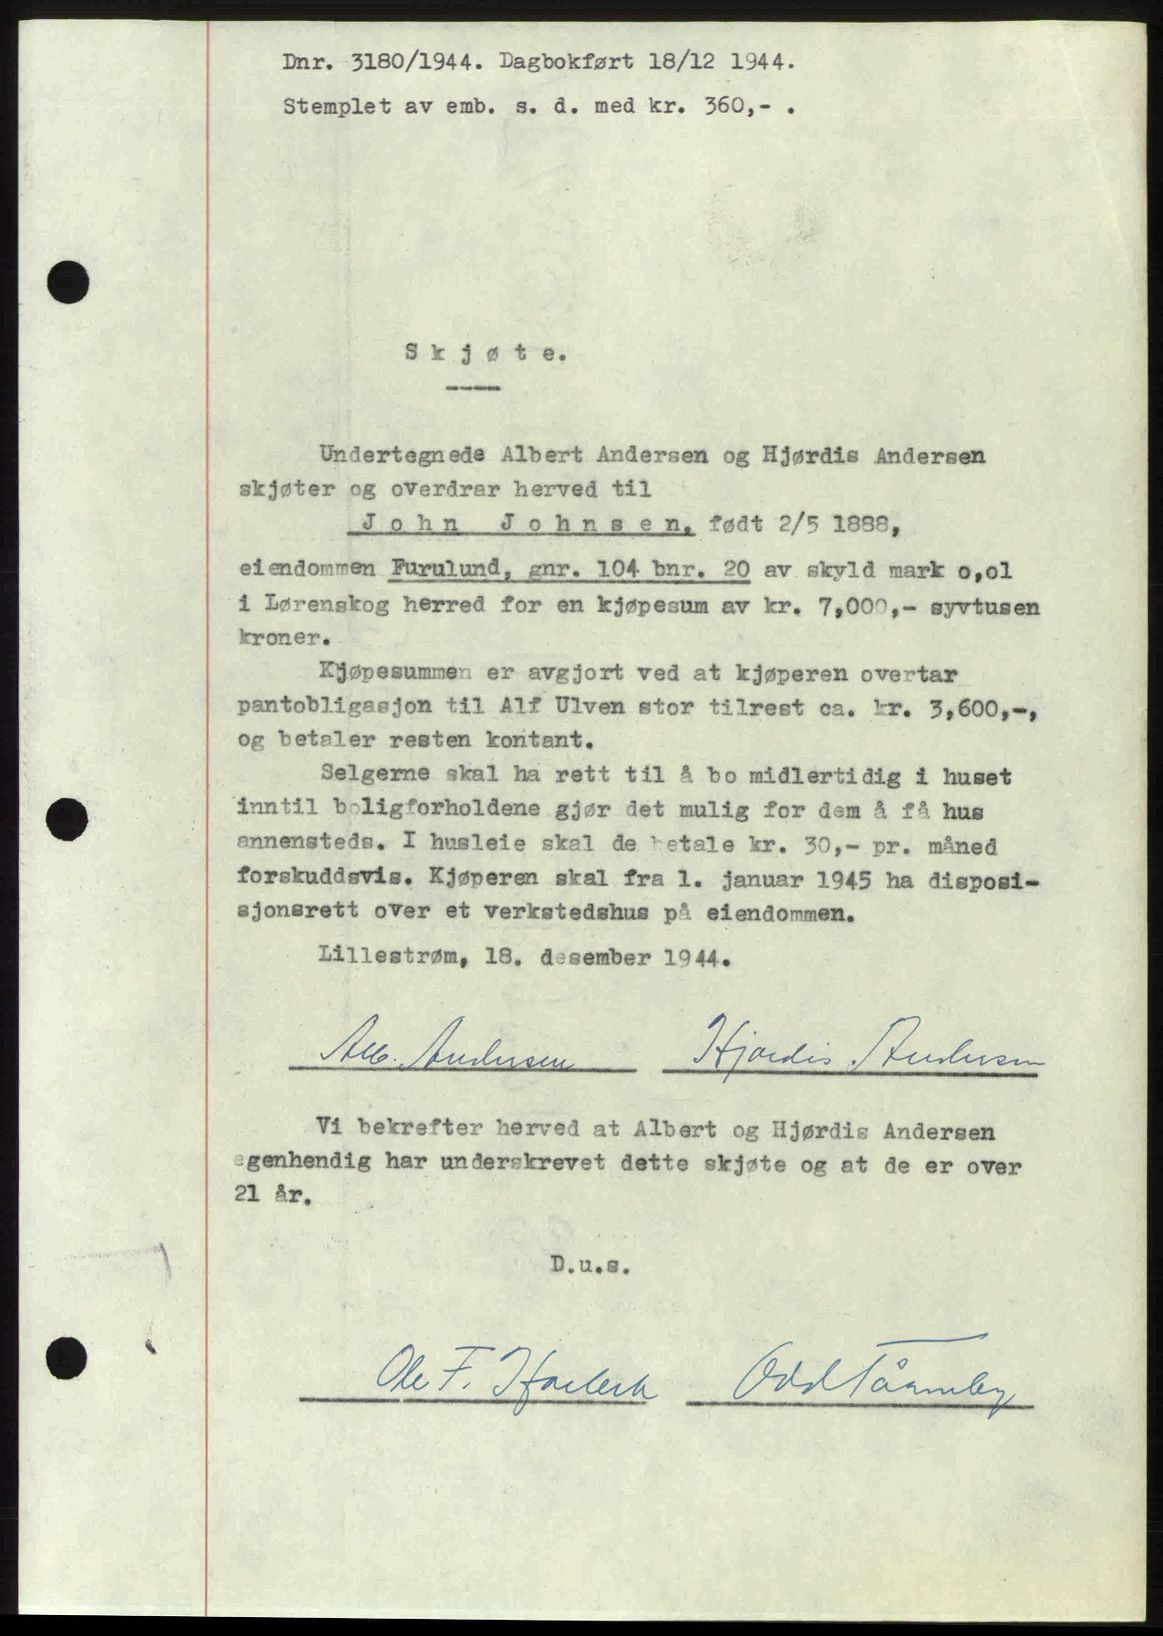 Dnr. 3180/1944. Dagbokført 18/12 1944.
Stemplet av emb. s. d. med kr. 360,- .
Skjøte.
Undertegnede Albert Andersen og Hjørdis Andersen
skjøter og overdrar herved til
John Johnsen, født 2/5 1888,
eiendommen Furulund, gnr. 104 bnr. 20 av skyld mark o,ol
i Lørenskog herred for en kjøpesum av kr. 7,000,- syvtusen
kroner.
Kjøpesummen er avgjort ved at kjøperen overtar
pantobligasjon til Alf Ulven stor tilrest ca. kr. 3,600,-,
og betaler resten kontant.
Selgerne skal ha rett til å bo midlertidig i huset
inntil boligforholdene gjør det mulig for dem å få hus
annensteds. I husleie skal de betale kr. 30,- pr. måned
forskuddsvis. Kjøperen skal fra 1. januar 1945 ha disposi-
sjonsrett over et verkstedshus på eiendommen.
Lillestrøm, 18. desember 1944.
Alb. Andersen Hjørdis Andersen
Vi bekrefter herved at Albert og Hjørdis Andersen
egenhendig har underskrevet dette skjøte og at de er over
21 år.
D.u.s.
Ole F. Odd